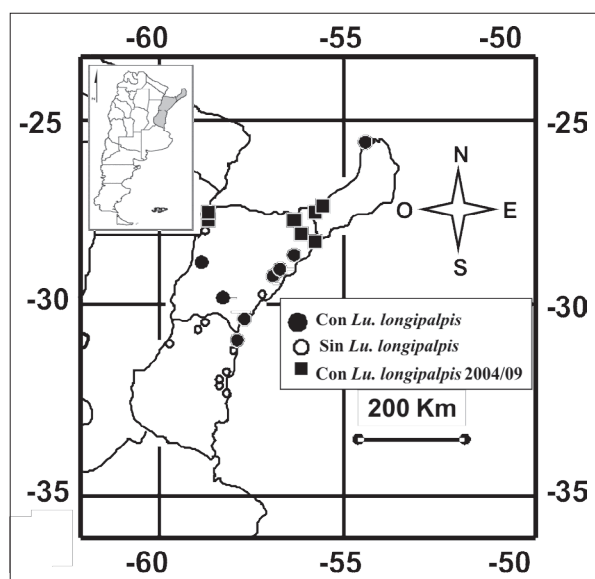 -60 -55 -50
-25 -25
N
O E
S
-30 -30
Con Lu. longipalpis
Sin Lu. longipalpis
Con Lu. longipalpis 2004/09
200 Km
-35 -35
-60 -55 -50